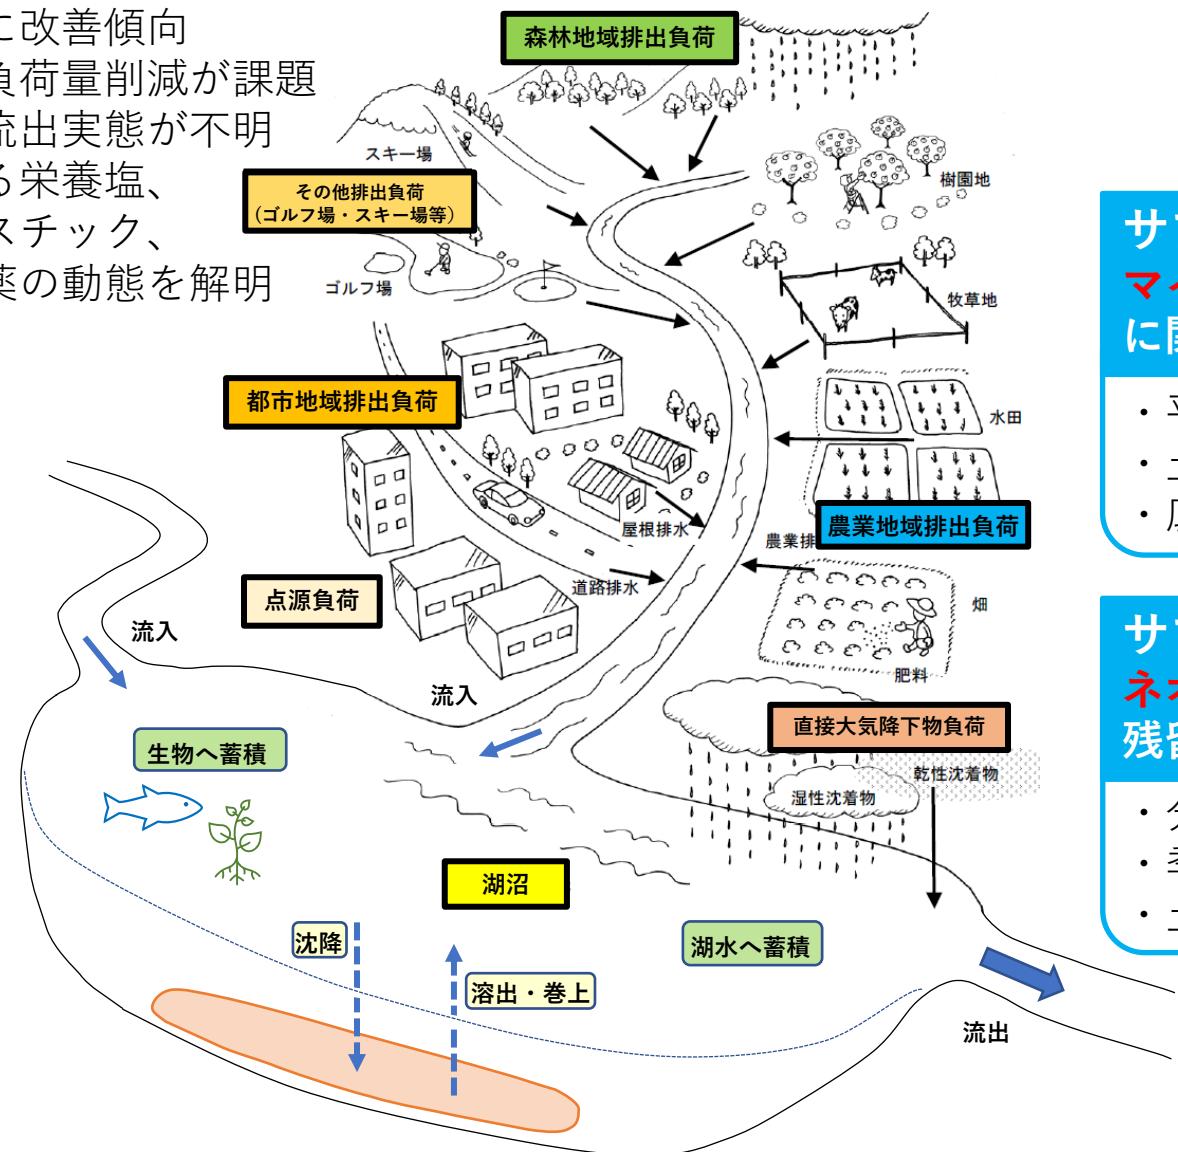 に改善傾向
負荷量削減が課題
流出実態が不明
る栄養塩、
スチック、
薬の動態を解明
森林地域排出負荷
スキー場
その他排出負荷
(ゴルフ場・スキー場等)
樹園地
ゴルフ場
牧草地
都市地域排出負荷
水田
農業地域排出負荷
屋根排水
農業排
道路排水
点源負荷
畑
肥料
流入
流入
直接大気降下物負荷
乾性沈着物
湿性沈着物
生物へ蓄積
湖沼
沈降
溶出・巻上
湖水へ蓄積
流出
サ
マイ
に関
サ
ネオ
残留